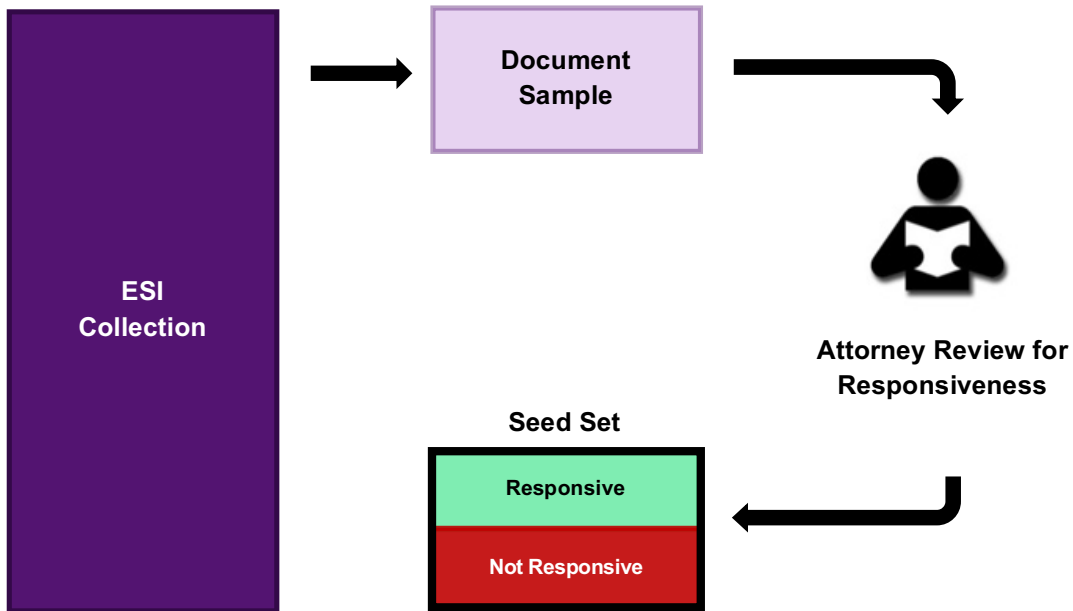 ESI
Collection
Document
Sample
Attorney Review for
Responsiveness
Seed Set
Responsive
Not Responsive